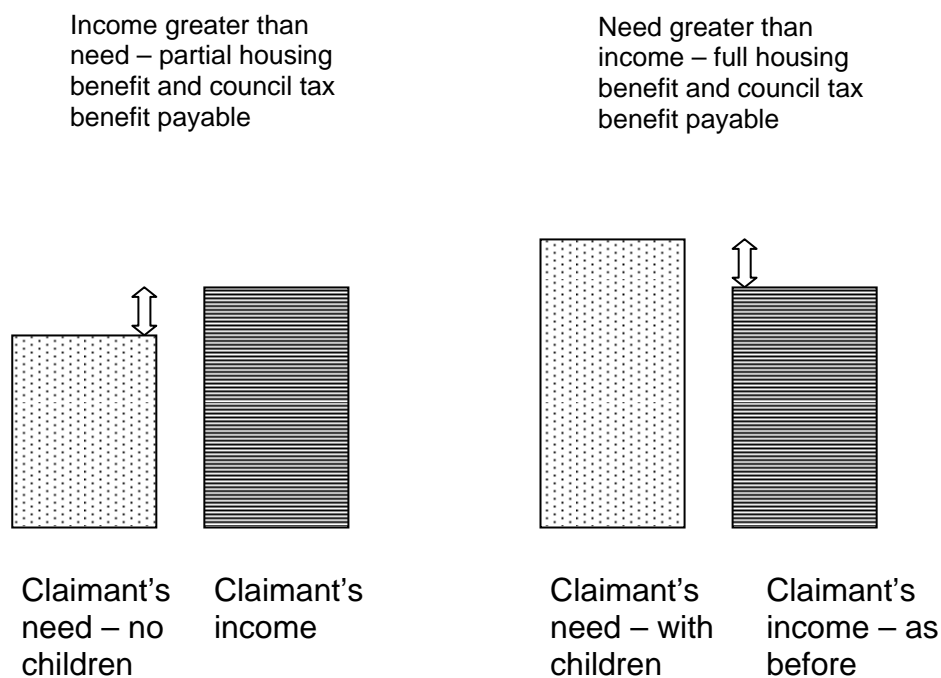 Income greater than
need – partial housing
benefit and council tax
benefit payable
Need greater than
income – full housing
benefit and council tax
benefit payable
Claimant's
need – no
children
Claimant's
income
Claimant's
need – with
children
Claimant's
income – as
before